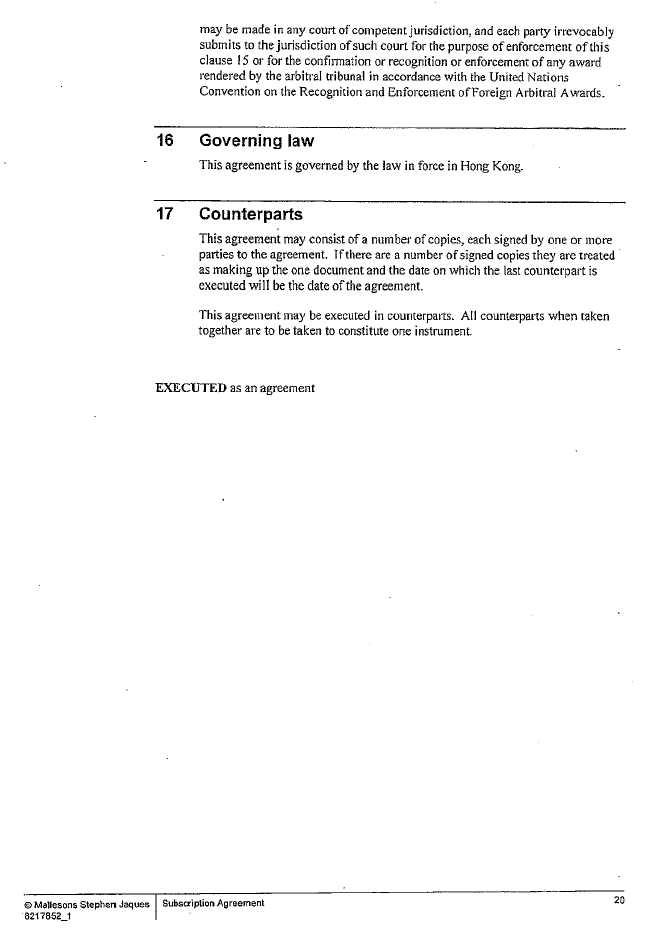 may be made in any court of competent jurisdiction, and each party irrevocably
submits to the jurisdiction of such court for the purpose of enforcement of this
clause 15 or for the confirmation or recognition or enforcement of any award
rendered by the arbitral tribunal in accordance with the United Nations
Convention on the Recognition and Enforcement of Foreign Arbitral Awards.
16 Governing law
This agreement is governed by the law in force in Hong Kong.
17 Counterparts
This agreement may consist of a number of copies, each signed by one or more
parties to the agreement. If there are a number of signed copies they are treated
as making up the one document and the date on which the last counterpart is
executed will be the date of the agreement.
This agreement may be executed in counterparts. All counterparts when taken
together are to be taken to constitute one instrument.
EXECUTED as an agreement
© Mallesons Stephen Jaques Subscription Agreement 20
8217852_1